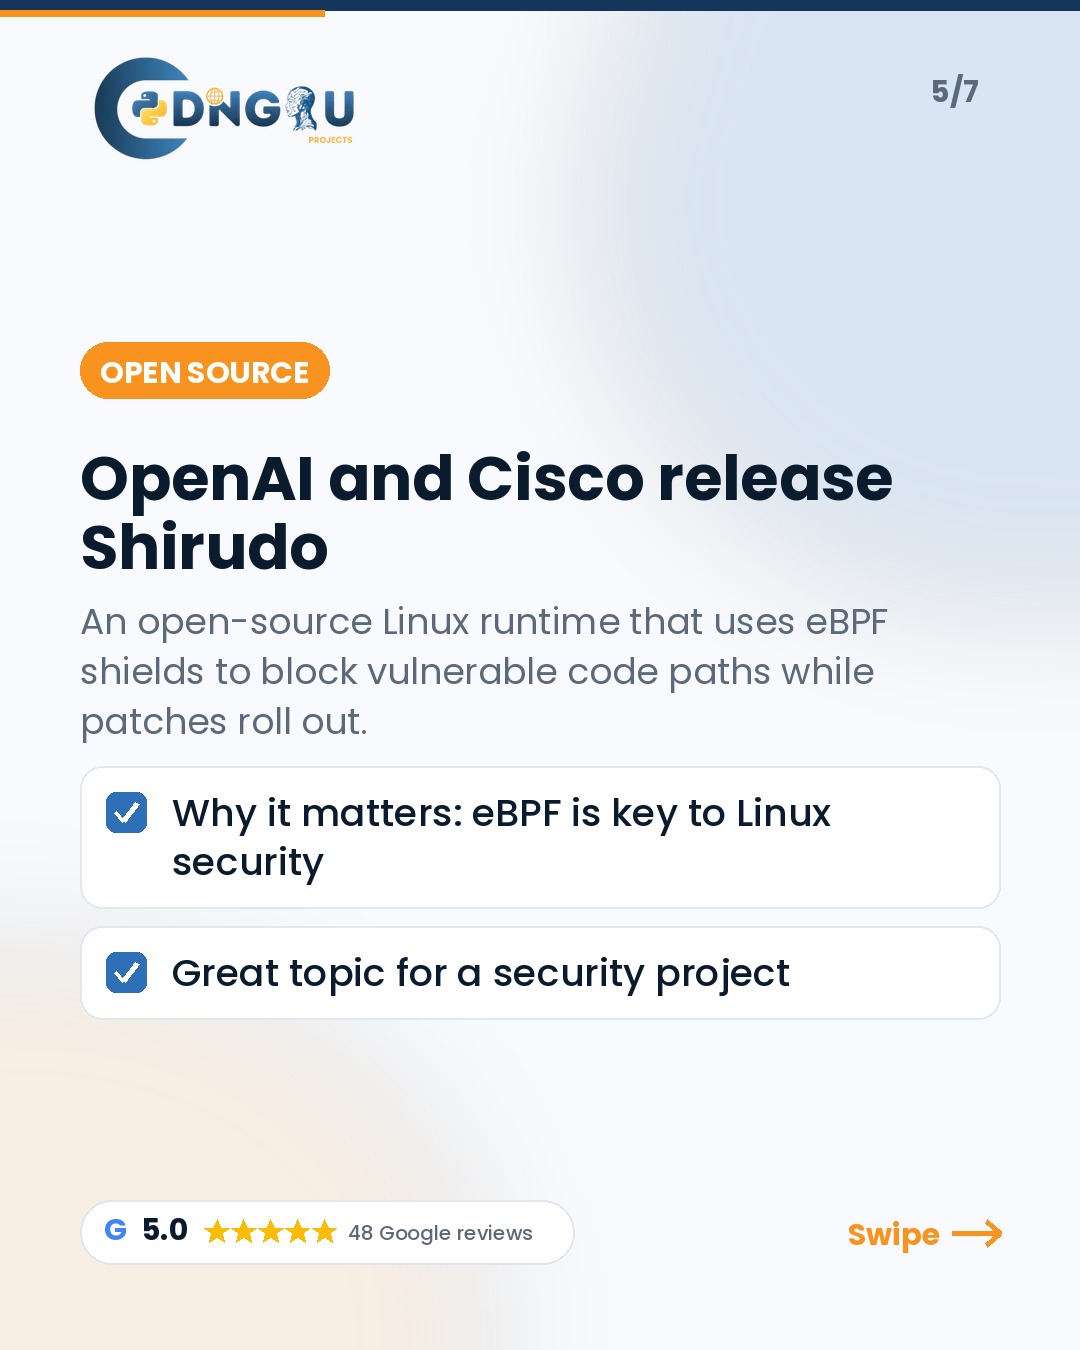 CDNGURU
PROJECTS
5/7
OPEN SOURCE
OpenAI and Cisco release
Shirudo
An open-source Linux runtime that uses eBPF
shields to block vulnerable code paths while
patches roll out.
Why it matters: eBPF is key to Linux
security
Great topic for a security project
G 5.0 ★★★★★ 48 Google reviews
Swipe →